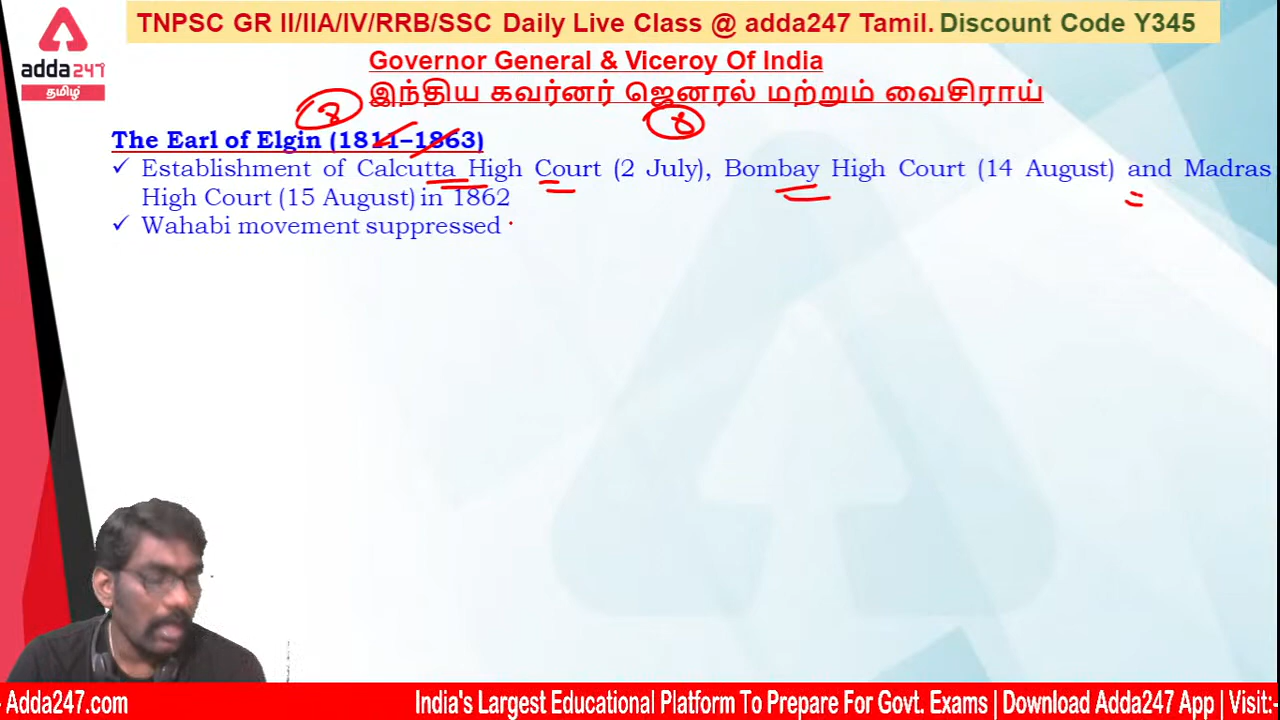 TNPSC GR II/IIA/IV/RRB/SSC Daily Live Class @ adda247 Tamil. Discount Code Y345
adda247
தமிழ்
Governor General & Viceroy Of India
இந்திய கவர்னர் ஜெனரல் மற்றும் வைசிராய்
The Earl of Elgin (1811–1863)
✓ Establishment of Calcutta High Court (2 July), Bombay High Court (14 August) and Madras
High Court (15 August) in 1862
✓ Wahabi movement suppressed
- Adda247.com
India's Largest Educational Platform To Prepare For Govt. Exams | Download Adda247 App | Visit:-